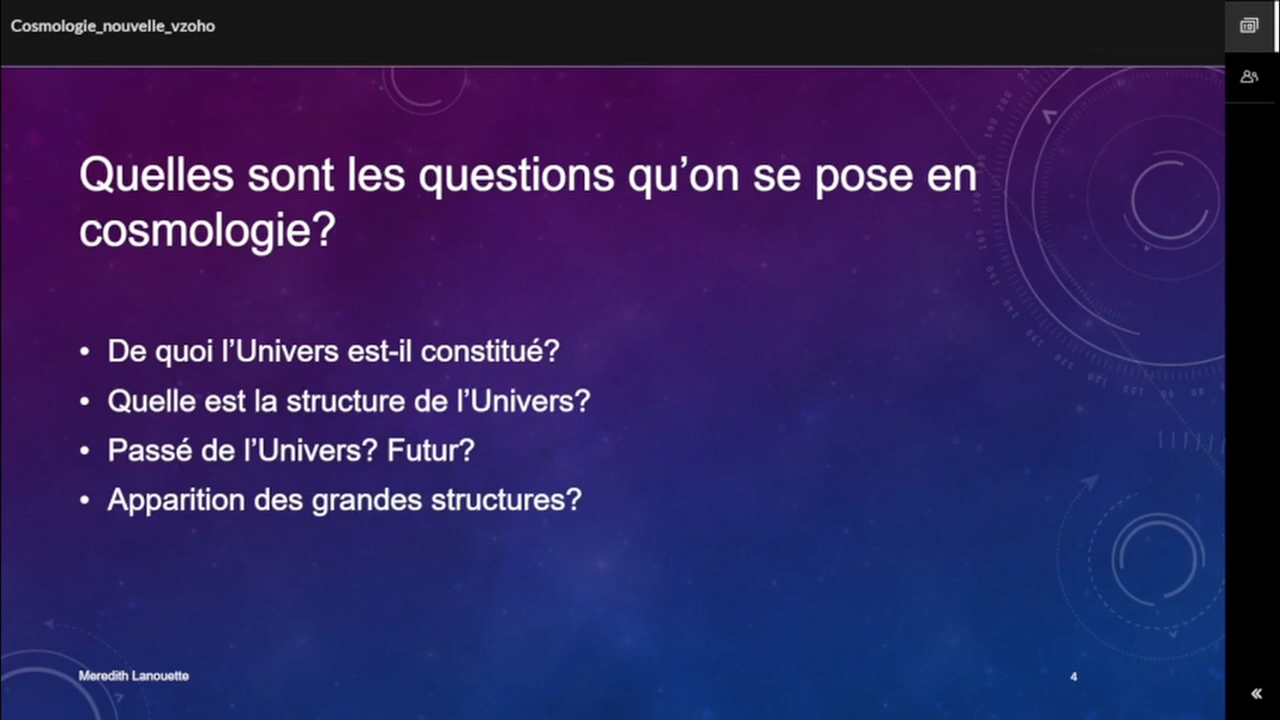 Cosmologie_nouvelle_vzoho
Quelles sont les questions qu’on se pose en
cosmologie?
• De quoi l’Univers est-il constitué?
• Quelle est la structure de l’Univers?
• Passé de l’Univers? Futur?
• Apparition des grandes structures?
Meredith Lanouette
4